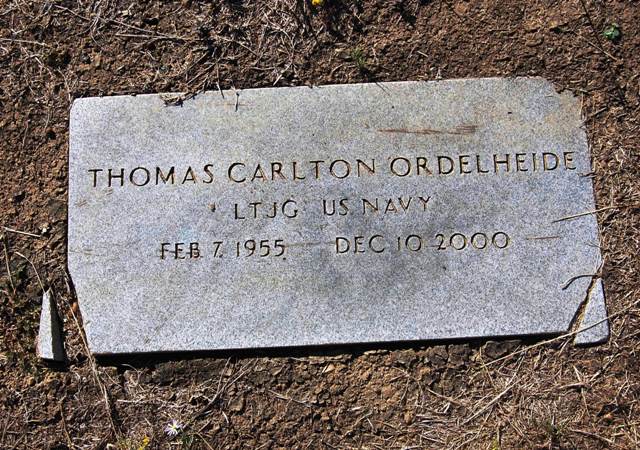 THOMAS CARLTON ORDELHEIDE
LTJG US NAVY
FEB 7 1955 DEC 10 2000